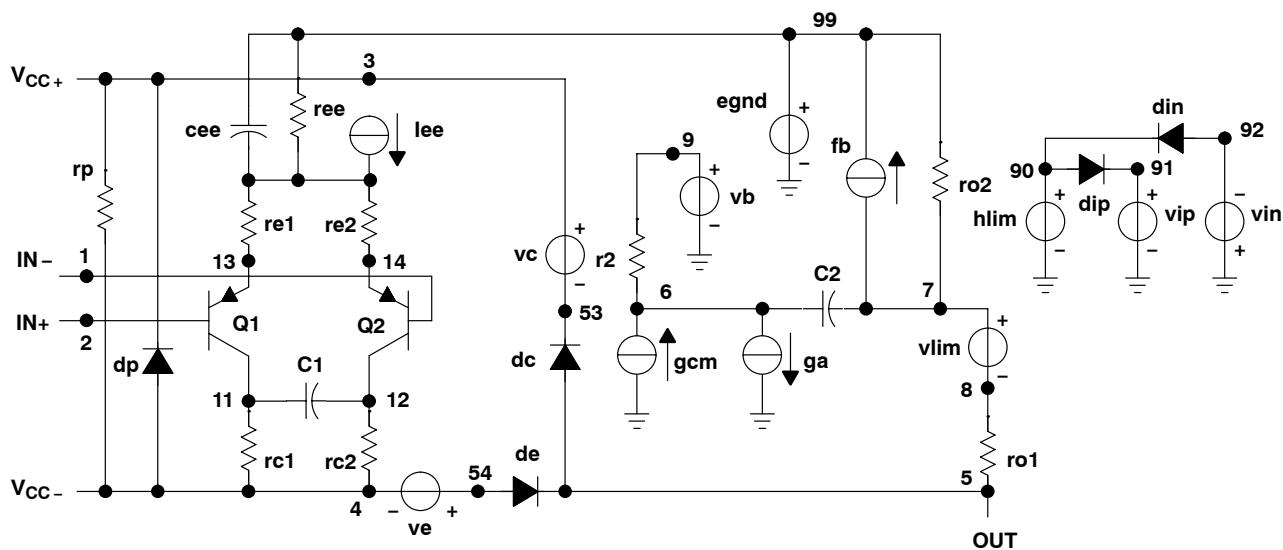 99
3
VCC+
cee
ree
Iee
egnd
din
92
rp
9
fb
90
91
vb
ro2
dip
re1
re2
hlim
vip
vin
1
IN−
13
14
vc
r2
C2
6
7
IN+
2
Q1
Q2
53
dp
C1
dc
gcm
ga
vlim
11
12
8
rc1
rc2
54
de
ro1
5
VCC−
4
ve
OUT
+
−
+
−
+
−
+
−
+
−
−
+
+
−
−
+